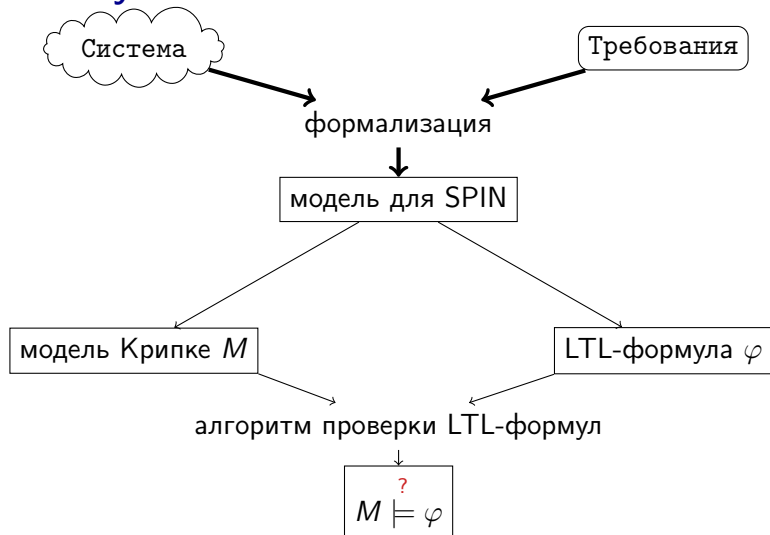 Система
Требования
формализация
модель для SPIN
модель Крипке M
LTL-формула φ
алгоритм проверки LTL-формул
?
M ⊨ φ